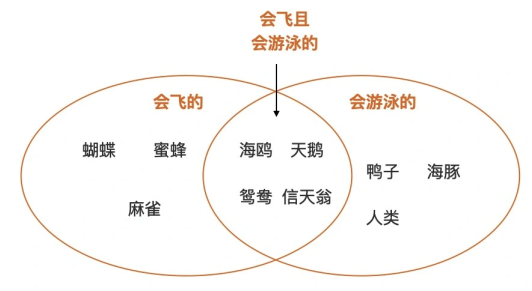 会飞且
会游泳的
会飞的
会游泳的
蝴蝶 蜜蜂
麻雀
海鸥 天鹅
鸳鸯 信天翁
鸭子 海豚
人类